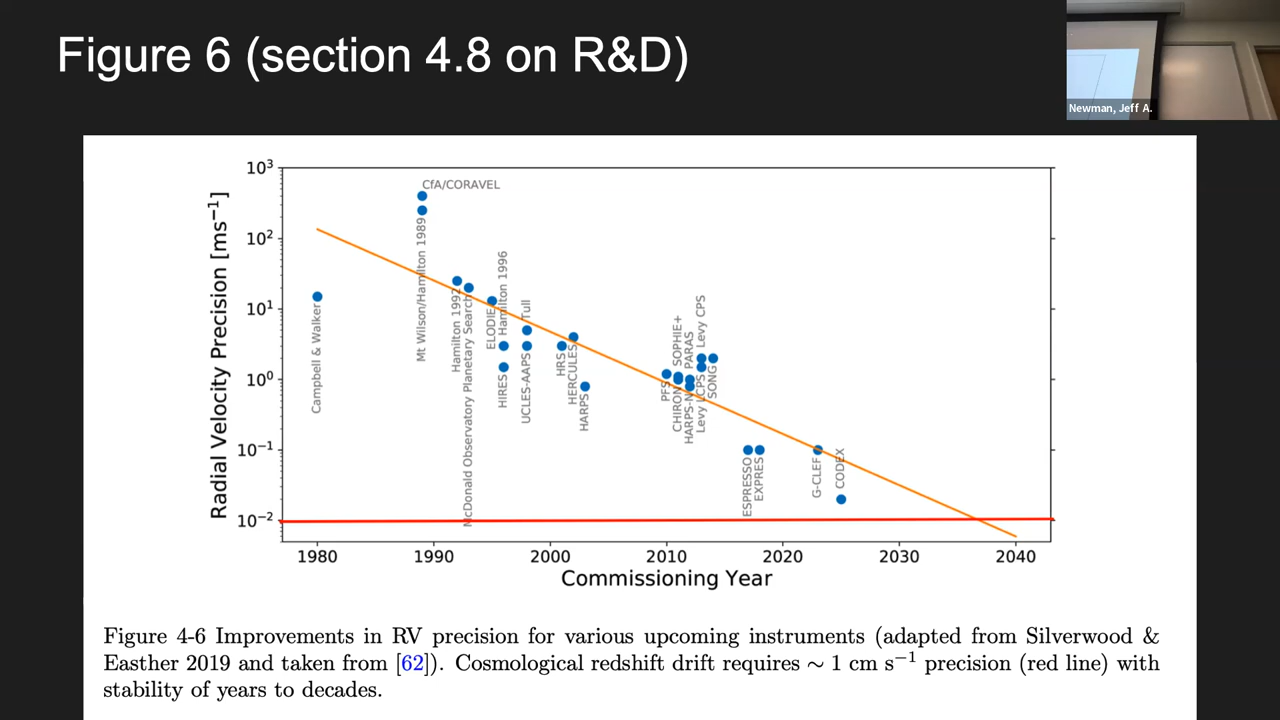 Figure 6 (section 4.8 on R&D)
Newman, Jeff A.
Radial Velocity Precision [ms⁻¹]
10³
10²
10¹
10⁰
10⁻¹
10⁻²
CfA/CORAVEL
Campbell & Walker
Mt Wilson/Hamilton 1989
Hamilton 1992
McDonald Observatory Planetary Search
ELODIE
Hamilton 1996
HIRES
Tull
UCLES-AAPS
HRS
HERCULES
HARPS
PFS
SOPHIE+
CHIRON
PARAS
HARPS-N
Levy CPS
Levy LCPS
SONG
ESPRESSO
EXPRES
G-CLEF
CODEX
1980 1990 2000 2010 2020 2030 2040
Commissioning Year
Figure 4-6 Improvements in RV precision for various upcoming instruments (adapted from Silverwood &
Easther 2019 and taken from [62]). Cosmological redshift drift requires ∼ 1 cm s⁻¹ precision (red line) with
stability of years to decades.